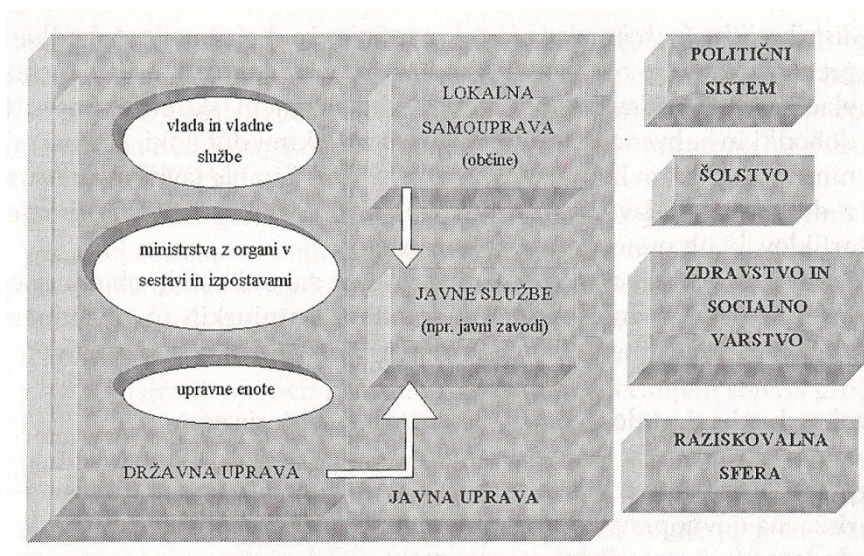 vlada in vladne
službe
ministrstva z organi v
sestavi in izpostavami
upravne enote
DRŽAVNA UPRAVA
LOKALNA
SAMOUPRAVA
(občine)
JAVNE SLUŽBE
(npr. javni zavodi)
JAVNA UPRAVA
POLITIČNI
SISTEM
ŠOLSTVO
ZDRAVSTVO IN
SOCIALNO
VARSTVO
RAZISKOVALNA
SFERA